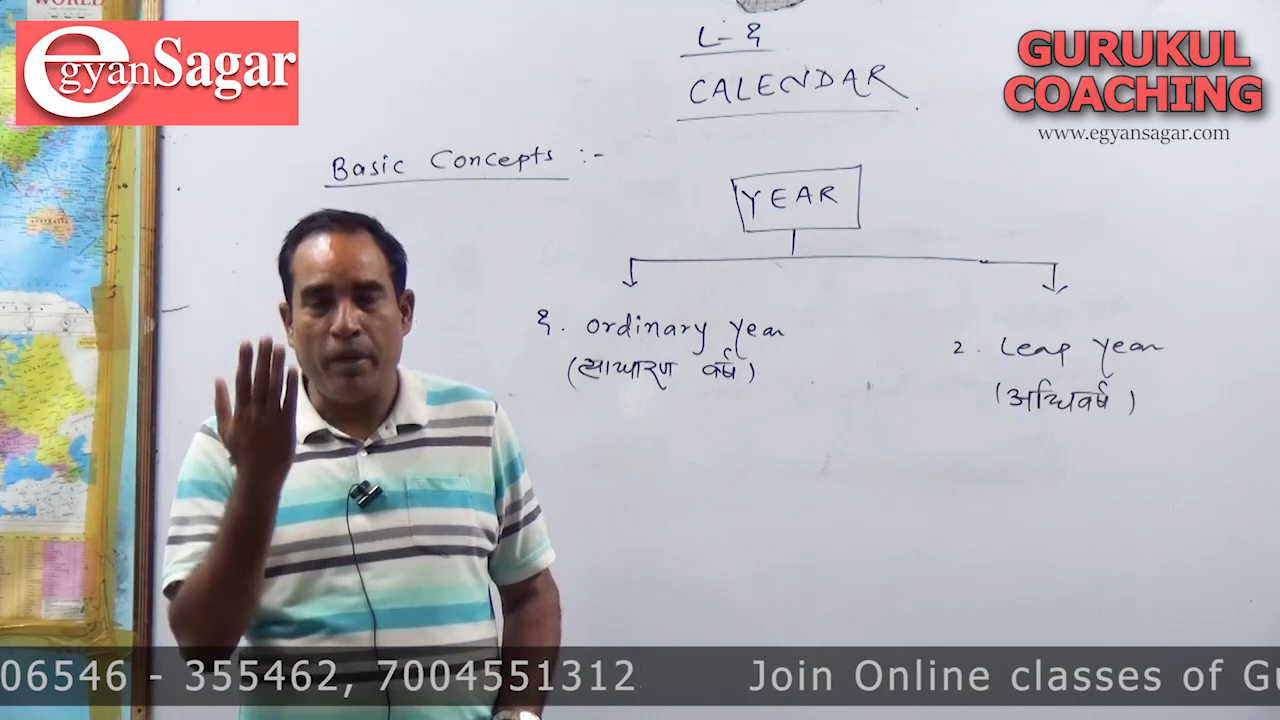 WORLD
egyanSagar
GURUKUL
COACHING
www.egyansagar.com
L-१
CALENDAR
Basic Concepts :-
YEAR
१. Ordinary Year
(साधारण वर्ष)
2. Leap Year
(अधिवर्ष)
06546 - 355462, 7004551312 Join Online classes of Gu